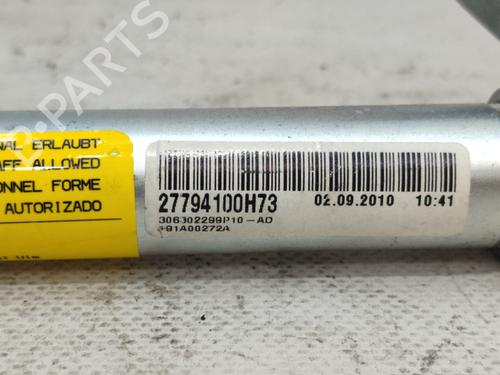 NAL ERLAUBT
AFF ALLOWED
ONNEL FORME
AUTORIZADO
27794100H73 02.09.2010 10:41
306302299P10-AD
B-PARTS